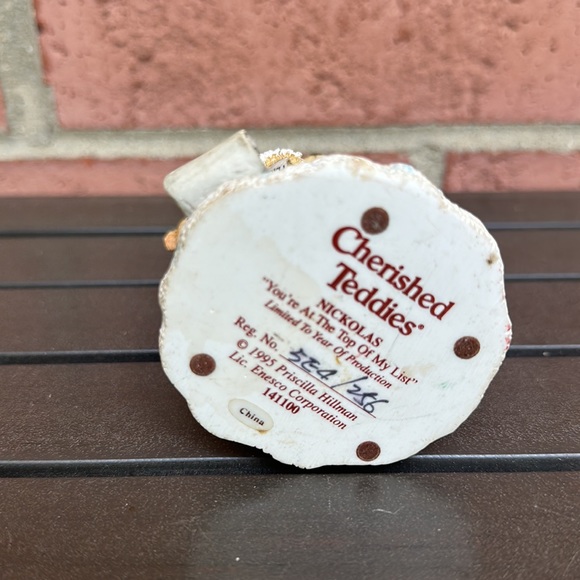 Cherished
Teddies®
NICKOLAS
"You're At The Top Of My List"
Limited To Year Of Production
Reg. No. 5E4/256
© 1995 Priscilla Hillman
Lic. Enesco Corporation
141100
China